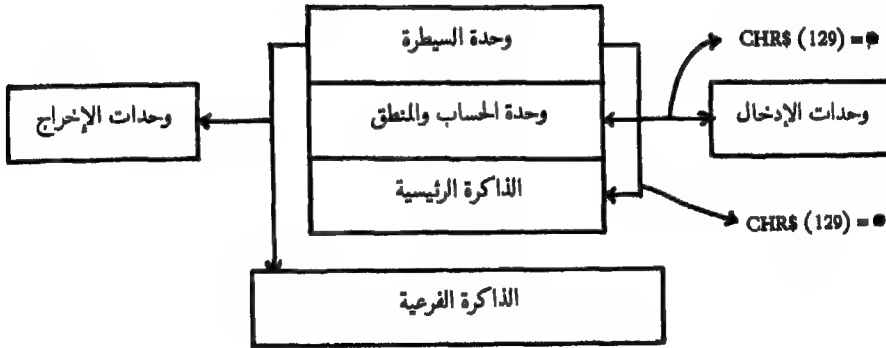 وحدة السيطرة
CHR$ (129) = ●
وحدات الإدخال
وحدة الحساب والمنطق
وحدات الإخراج
الذاكرة الرئيسية
CHR$ (129) = ●
الذاكرة الفرعية